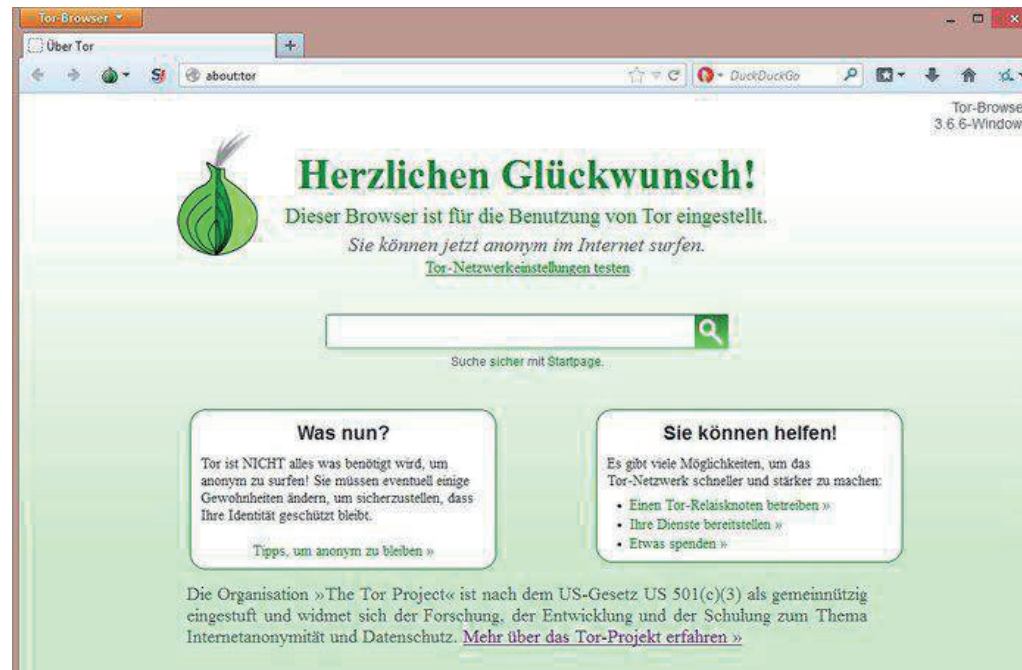 Tor-Browser
Über Tor
about:tor
DuckDuckGo
Tor-Browse
3.6.6-Window
Herzlichen Glückwunsch!
Dieser Browser ist für die Benutzung von Tor eingestellt.
Sie können jetzt anonym im Internet surfen.
Tor-Netzwerkeinstellungen testen
Suche sicher mit Startpage.
Was nun?
Tor ist NICHT alles was benötigt wird, um
anonym zu surfen! Sie müssen eventuell einige
Gewohnheiten ändern, um sicherzustellen, dass
Ihre Identität geschützt bleibt.
Tipps, um anonym zu bleiben »
Sie können helfen!
Es gibt viele Möglichkeiten, um das
Tor-Netzwerk schneller und stärker zu machen:
• Einen Tor-Relaisknoten betreiben »
• Ihre Dienste bereitstellen »
• Etwas spenden »
Die Organisation »The Tor Project« ist nach dem US-Gesetz US 501(c)(3) als gemeinnützig
eingestuft und widmet sich der Forschung, der Entwicklung und der Schulung zum Thema
Internetanonymität und Datenschutz. Mehr über das Tor-Projekt erfahren »